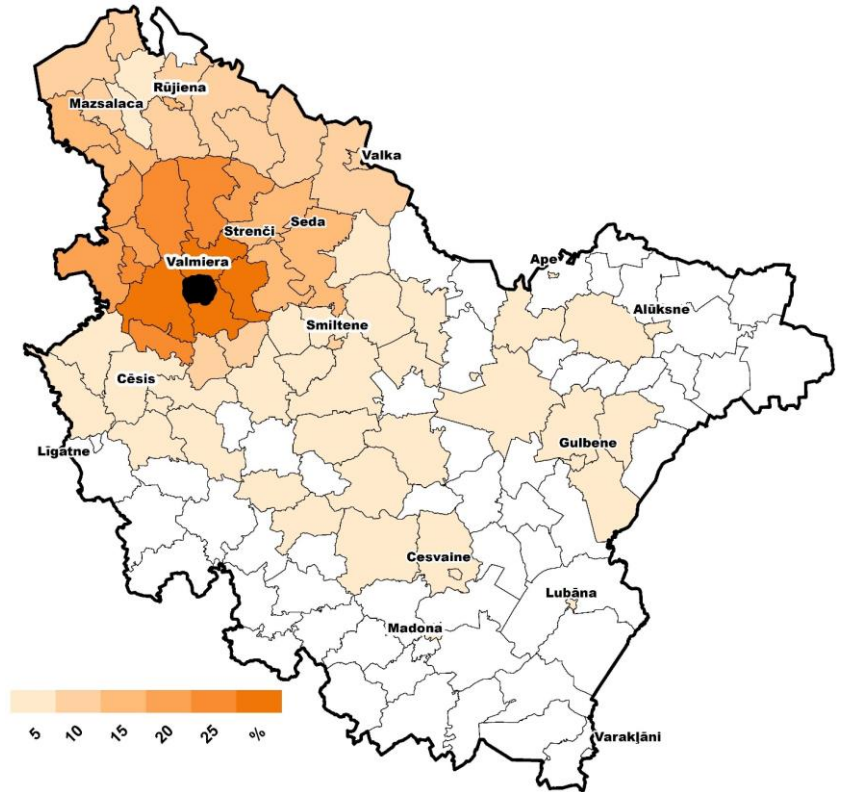 Rūjiena
Mazsalaca
Valka
Strenči
Seda
Valmiera
Ape
Alūksne
Smiltene
Cēsis
Līgatne
Gulbene
Cesvaine
Lubāna
Madona
Varakļāni
5 10 15 20 25 %